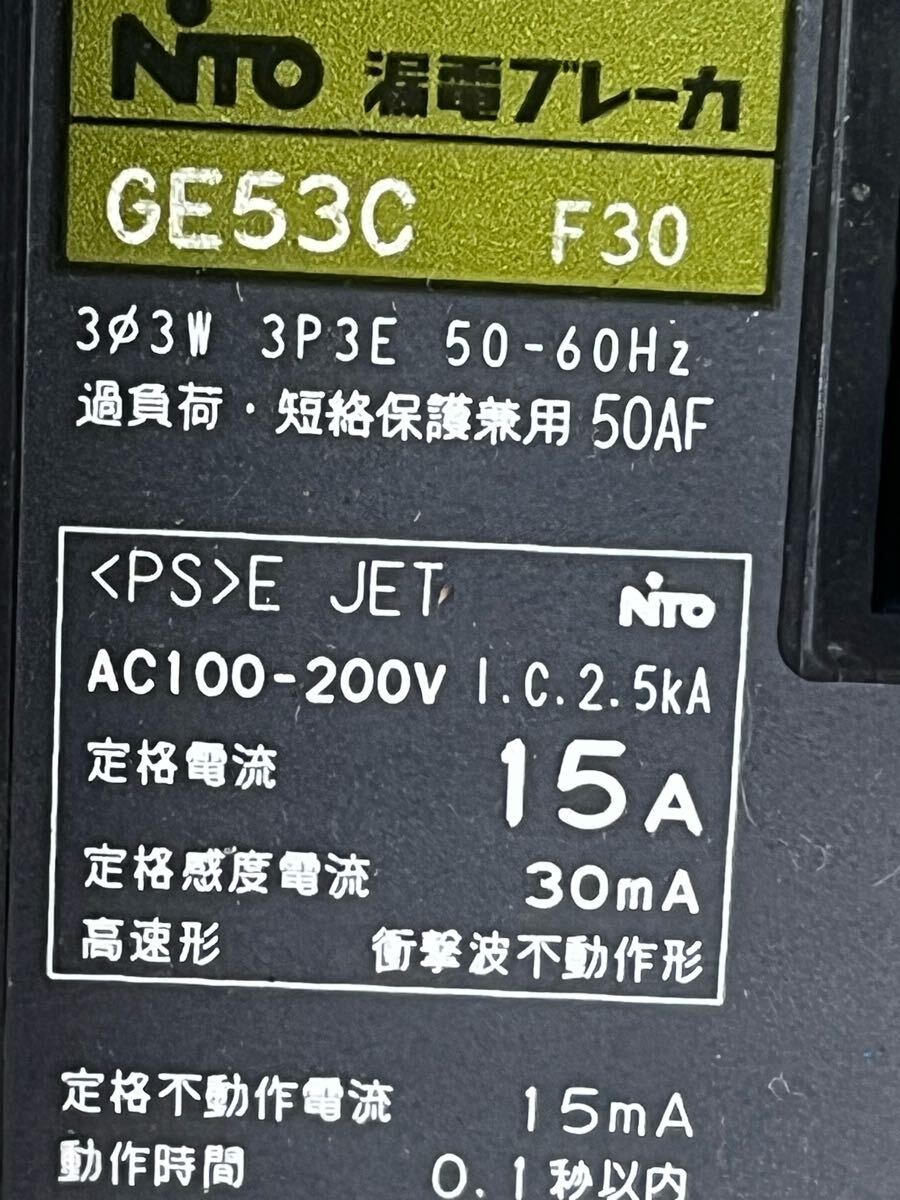 NiTO 漏電ブレーカ
GE53C F30
3φ3W 3P3E 50-60Hz
過負荷・短絡保護兼用 50AF
<PS>E JET NiTO
AC100-200V I.C.2.5kA
定格電流 15A
定格感度電流 30mA
高速形 衝撃波不動作形
定格不動作電流 15mA
動作時間 0.1秒以内